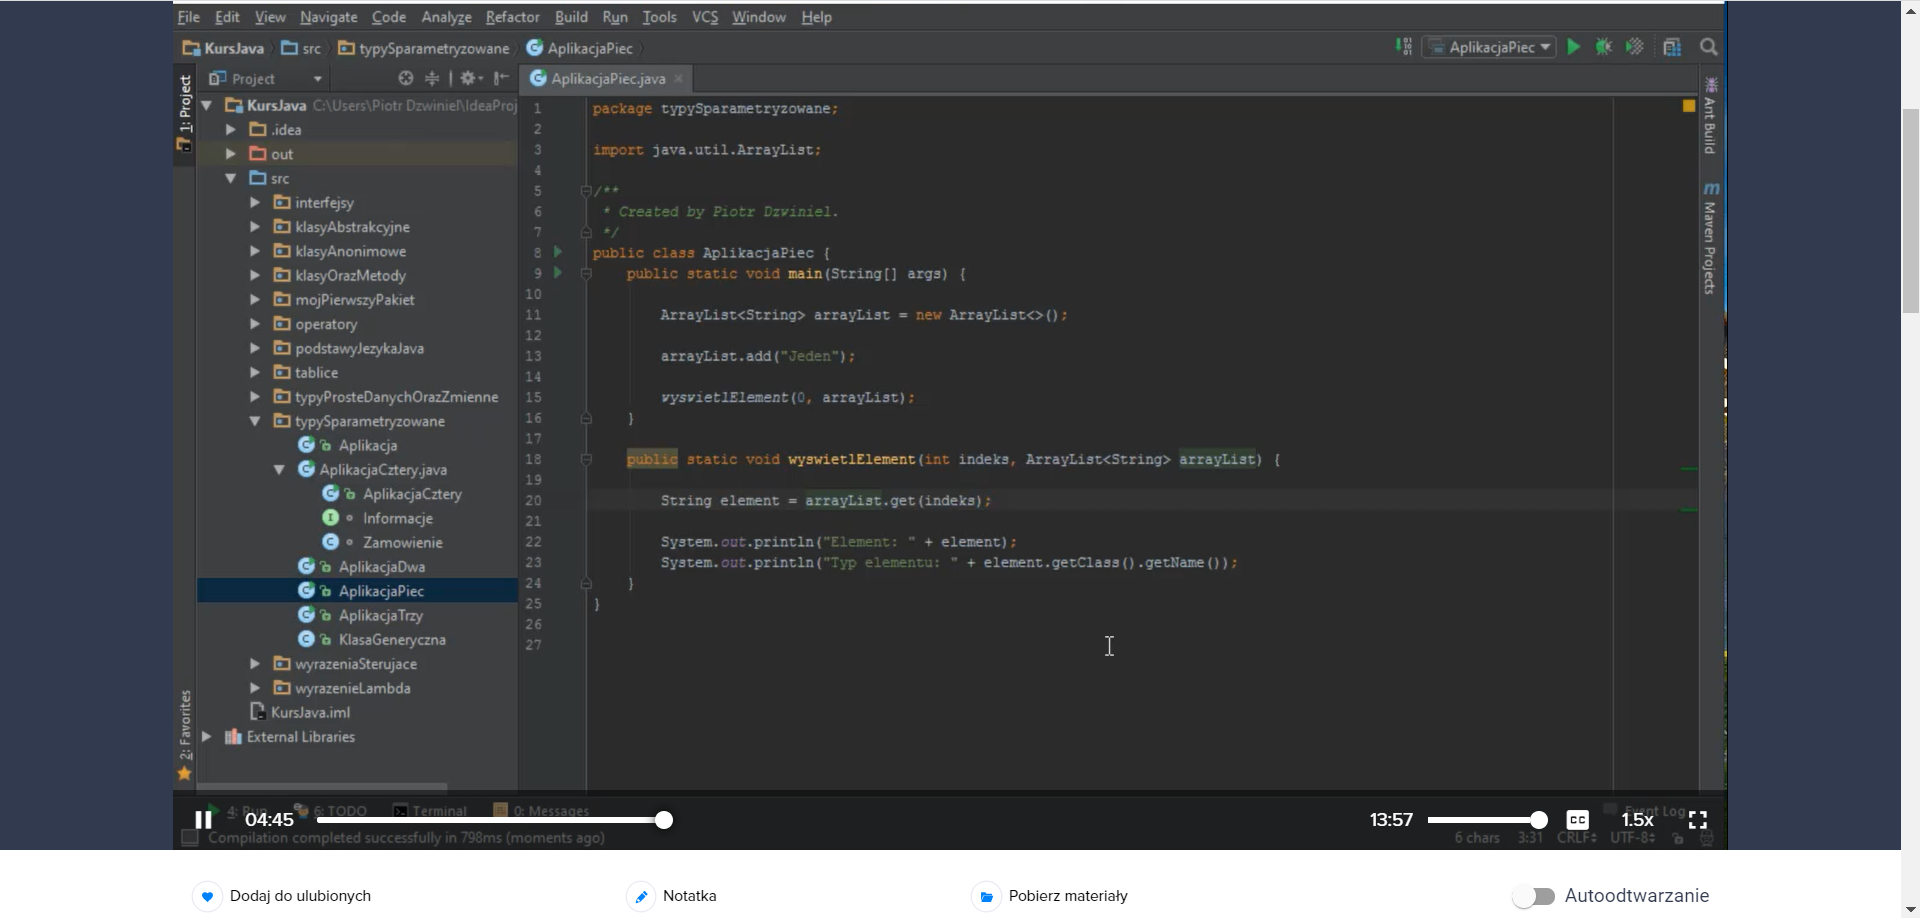 File Edit View Navigate Code Analyze Refactor Build Run Tools VCS Window Help
KursJava src typySparametryzowane AplikacjaPiec
AplikacjaPiec
Project
AplikacjaPiec.java
1: Project
KursJava C:\Users\Piotr Dzwiniel\IdeaProj
.idea
out
src
interfejsy
klasyAbstrakcyjne
klasyAnonimowe
klasyOrazMetody
mojPierwszyPakiet
operatory
podstawyJezykaJava
tablice
typyProsteDanychOrazZmienne
typySparametryzowane
Aplikacja
AplikacjaCztery.java
AplikacjaCztery
Informacje
Zamowienie
AplikacjaDwa
AplikacjaPiec
AplikacjaTrzy
KlasaGeneryczna
wyrazeniaSterujace
wyrazenieLambda
KursJava.iml
External Libraries
2: Favorites
1 package typySparametryzowane;
2
3 import java.util.ArrayList;
4
5 /**
6 * Created by Piotr Dzwiniel.
7 */
8 public class AplikacjaPiec {
9 public static void main(String[] args) {
10
11 ArrayList<String> arrayList = new ArrayList<>();
12
13 arrayList.add("Jeden");
14
15 wyswietlElement(0, arrayList);
16 }
17
18 public static void wyswietlElement(int indeks, ArrayList<String> arrayList) {
19
20 String element = arrayList.get(indeks);
21
22 System.out.println("Element: " + element);
23 System.out.println("Typ elementu: " + element.getClass().getName());
24 }
25 }
26
27
Ant Build
m Maven Projects
4: Run 6: TODO Terminal 0: Messages Event Log
04:45 13:57 CC 1.5x
Compilation completed successfully in 798ms (moments ago) 6 chars 3:31 CRLF UTF-8
Dodaj do ulubionych Notatka Pobierz materiały Autoodtwarzanie